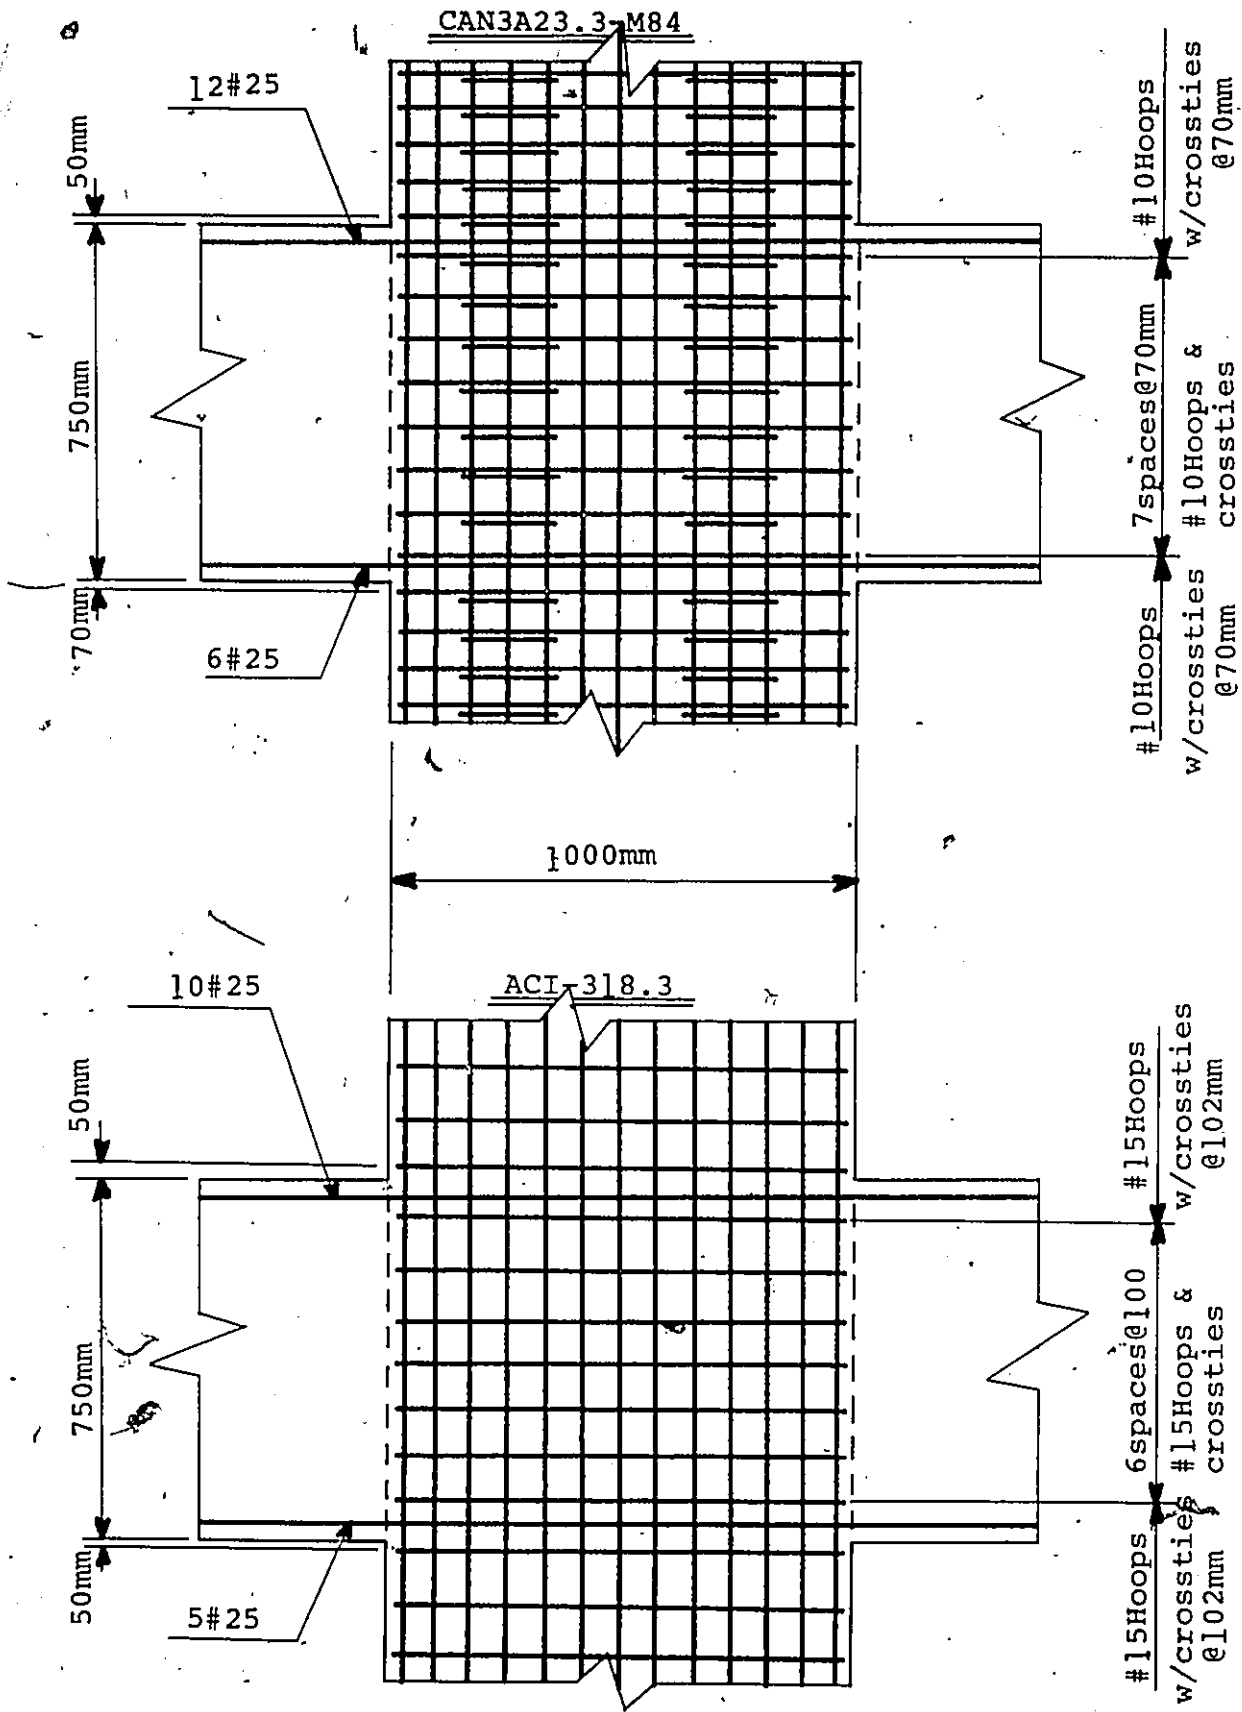 CAN3A23.3-M84
12#25
50mm
750mm
70mm
6#25
#10Hoops
w/crossties
@70mm
7spaces@70mm
#10Hoops &
crossties
#10Hoops
w/crossties
@70mm
1000mm
ACI-318.3
10#25
50mm
750mm
50mm
5#25
#15Hoops
w/crossties
@102mm
6spaces@100
#15Hoops &
crossties
#15Hoops
w/crossties
@102mm